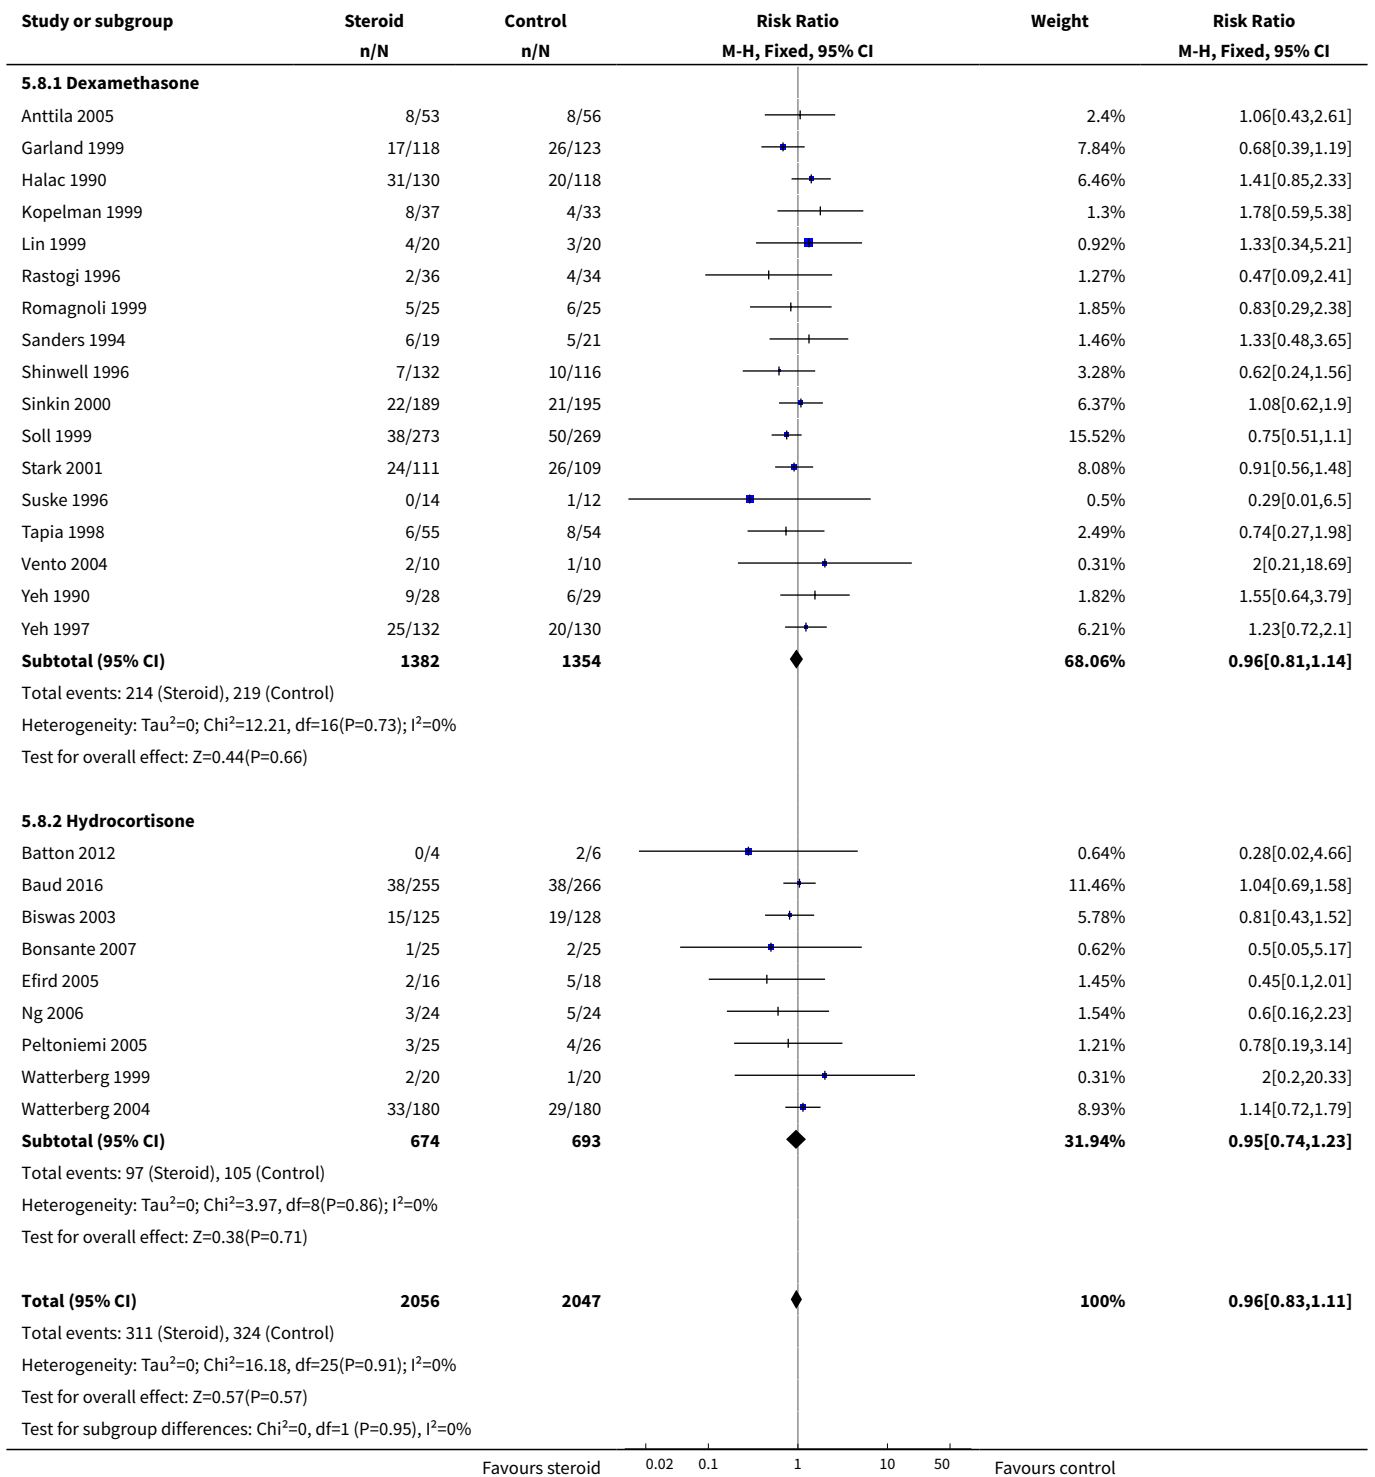 Study or subgroup Steroid Control Risk Ratio Weight Risk Ratio
n/N n/N M-H, Fixed, 95% CI M-H, Fixed, 95% CI
5.8.1 Dexamethasone
Anttila 2005 8/53 8/56 2.4% 1.06[0.43,2.61]
Garland 1999 17/118 26/123 7.84% 0.68[0.39,1.19]
Halac 1990 31/130 20/118 6.46% 1.41[0.85,2.33]
Kopelman 1999 8/37 4/33 1.3% 1.78[0.59,5.38]
Lin 1999 4/20 3/20 0.92% 1.33[0.34,5.21]
Rastogi 1996 2/36 4/34 1.27% 0.47[0.09,2.41]
Romagnoli 1999 5/25 6/25 1.85% 0.83[0.29,2.38]
Sanders 1994 6/19 5/21 1.46% 1.33[0.48,3.65]
Shinwell 1996 7/132 10/116 3.28% 0.62[0.24,1.56]
Sinkin 2000 22/189 21/195 6.37% 1.08[0.62,1.9]
Soll 1999 38/273 50/269 15.52% 0.75[0.51,1.1]
Stark 2001 24/111 26/109 8.08% 0.91[0.56,1.48]
Suske 1996 0/14 1/12 0.5% 0.29[0.01,6.5]
Tapia 1998 6/55 8/54 2.49% 0.74[0.27,1.98]
Vento 2004 2/10 1/10 0.31% 2[0.21,18.69]
Yeh 1990 9/28 6/29 1.82% 1.55[0.64,3.79]
Yeh 1997 25/132 20/130 6.21% 1.23[0.72,2.1]
Subtotal (95% CI) 1382 1354 68.06% 0.96[0.81,1.14]
Total events: 214 (Steroid), 219 (Control)
Heterogeneity: Tau²=0; Chi²=12.21, df=16(P=0.73); I²=0%
Test for overall effect: Z=0.44(P=0.66)
5.8.2 Hydrocortisone
Batton 2012 0/4 2/6 0.64% 0.28[0.02,4.66]
Baud 2016 38/255 38/266 11.46% 1.04[0.69,1.58]
Biswas 2003 15/125 19/128 5.78% 0.81[0.43,1.52]
Bonsante 2007 1/25 2/25 0.62% 0.5[0.05,5.17]
Efird 2005 2/16 5/18 1.45% 0.45[0.1,2.01]
Ng 2006 3/24 5/24 1.54% 0.6[0.16,2.23]
Peltoniemi 2005 3/25 4/26 1.21% 0.78[0.19,3.14]
Watterberg 1999 2/20 1/20 0.31% 2[0.2,20.33]
Watterberg 2004 33/180 29/180 8.93% 1.14[0.72,1.79]
Subtotal (95% CI) 674 693 31.94% 0.95[0.74,1.23]
Total events: 97 (Steroid), 105 (Control)
Heterogeneity: Tau²=0; Chi²=3.97, df=8(P=0.86); I²=0%
Test for overall effect: Z=0.38(P=0.71)
Total (95% CI) 2056 2047 100% 0.96[0.83,1.11]
Total events: 311 (Steroid), 324 (Control)
Heterogeneity: Tau²=0; Chi²=16.18, df=25(P=0.91); I²=0%
Test for overall effect: Z=0.57(P=0.57)
Test for subgroup differences: Chi²=0, df=1 (P=0.95), I²=0%
Favours steroid 0.02 0.1 1 10 50 Favours control